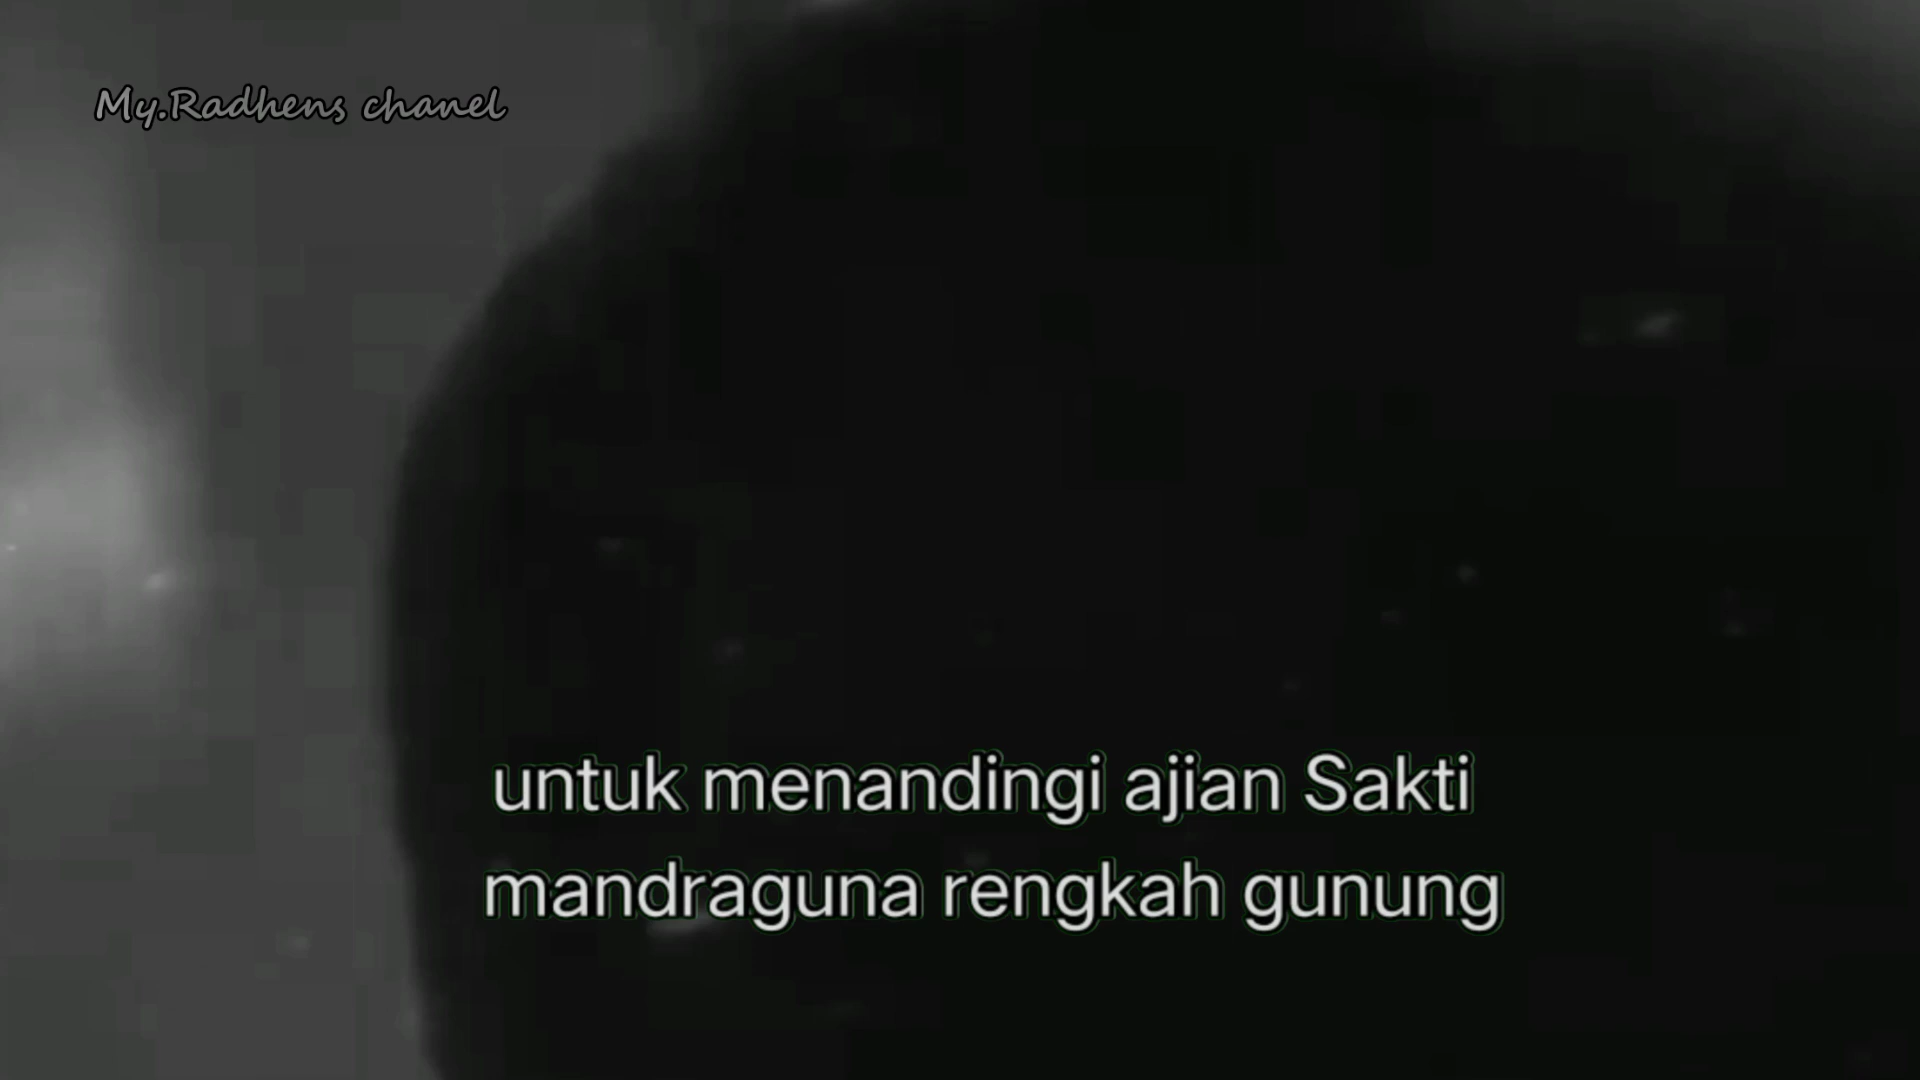 My.Radhens chanel
untuk menandingi ajian Sakti
mandraguna rengkah gunung